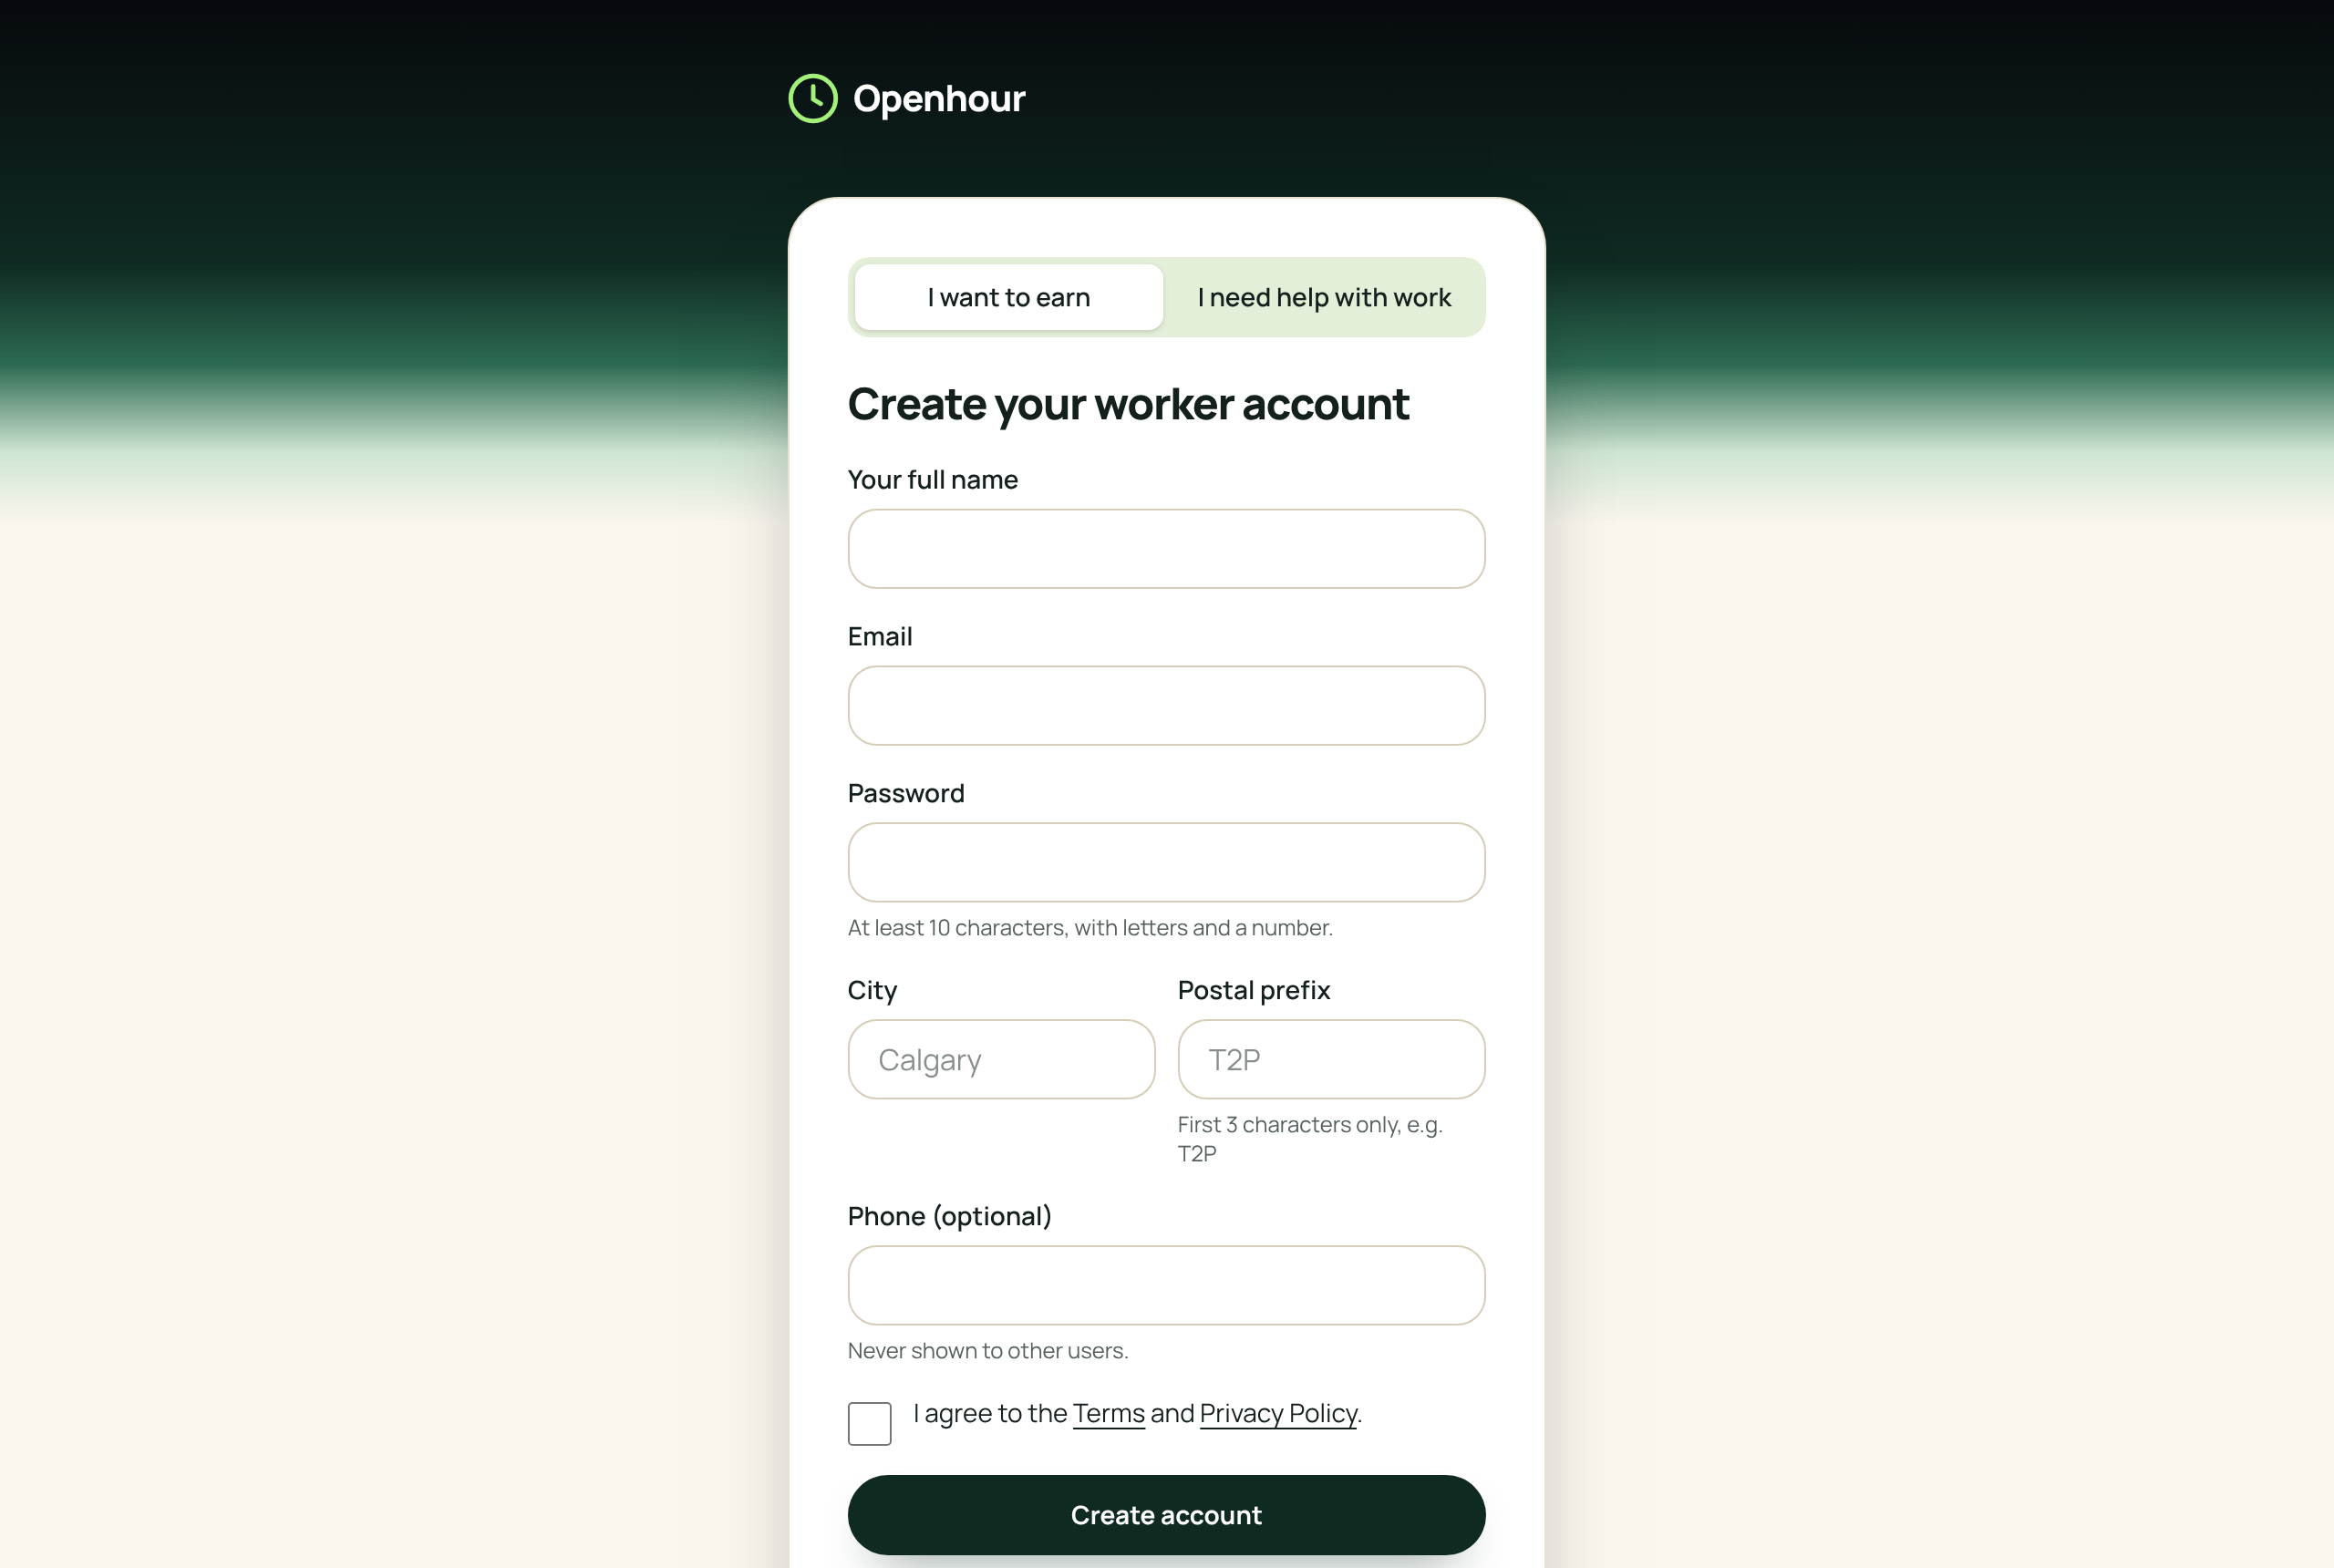 Openhour
I want to earn
I need help with work
Create your worker account
Your full name
Email
Password
At least 10 characters, with letters and a number.
City
Postal prefix
Calgary
T2P
First 3 characters only, e.g.
T2P
Phone (optional)
Never shown to other users.
I agree to the Terms and Privacy Policy.
Create account